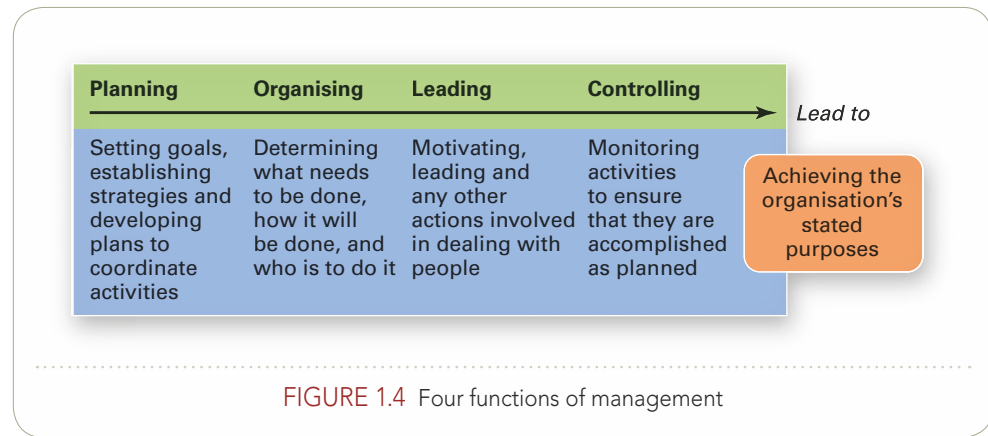 Planning
Organising
Leading
Controlling
Lead to
Setting goals,
establishing
strategies and
developing
plans to
coordinate
activities
Determining
what needs
to be done,
how it will
be done, and
who is to do it
Motivating,
leading and
any other
actions involved
in dealing with
people
Monitoring
activities
to ensure
that they are
accomplished
as planned
Achieving the
organisation's
stated
purposes
FIGURE 1.4 Four functions of management